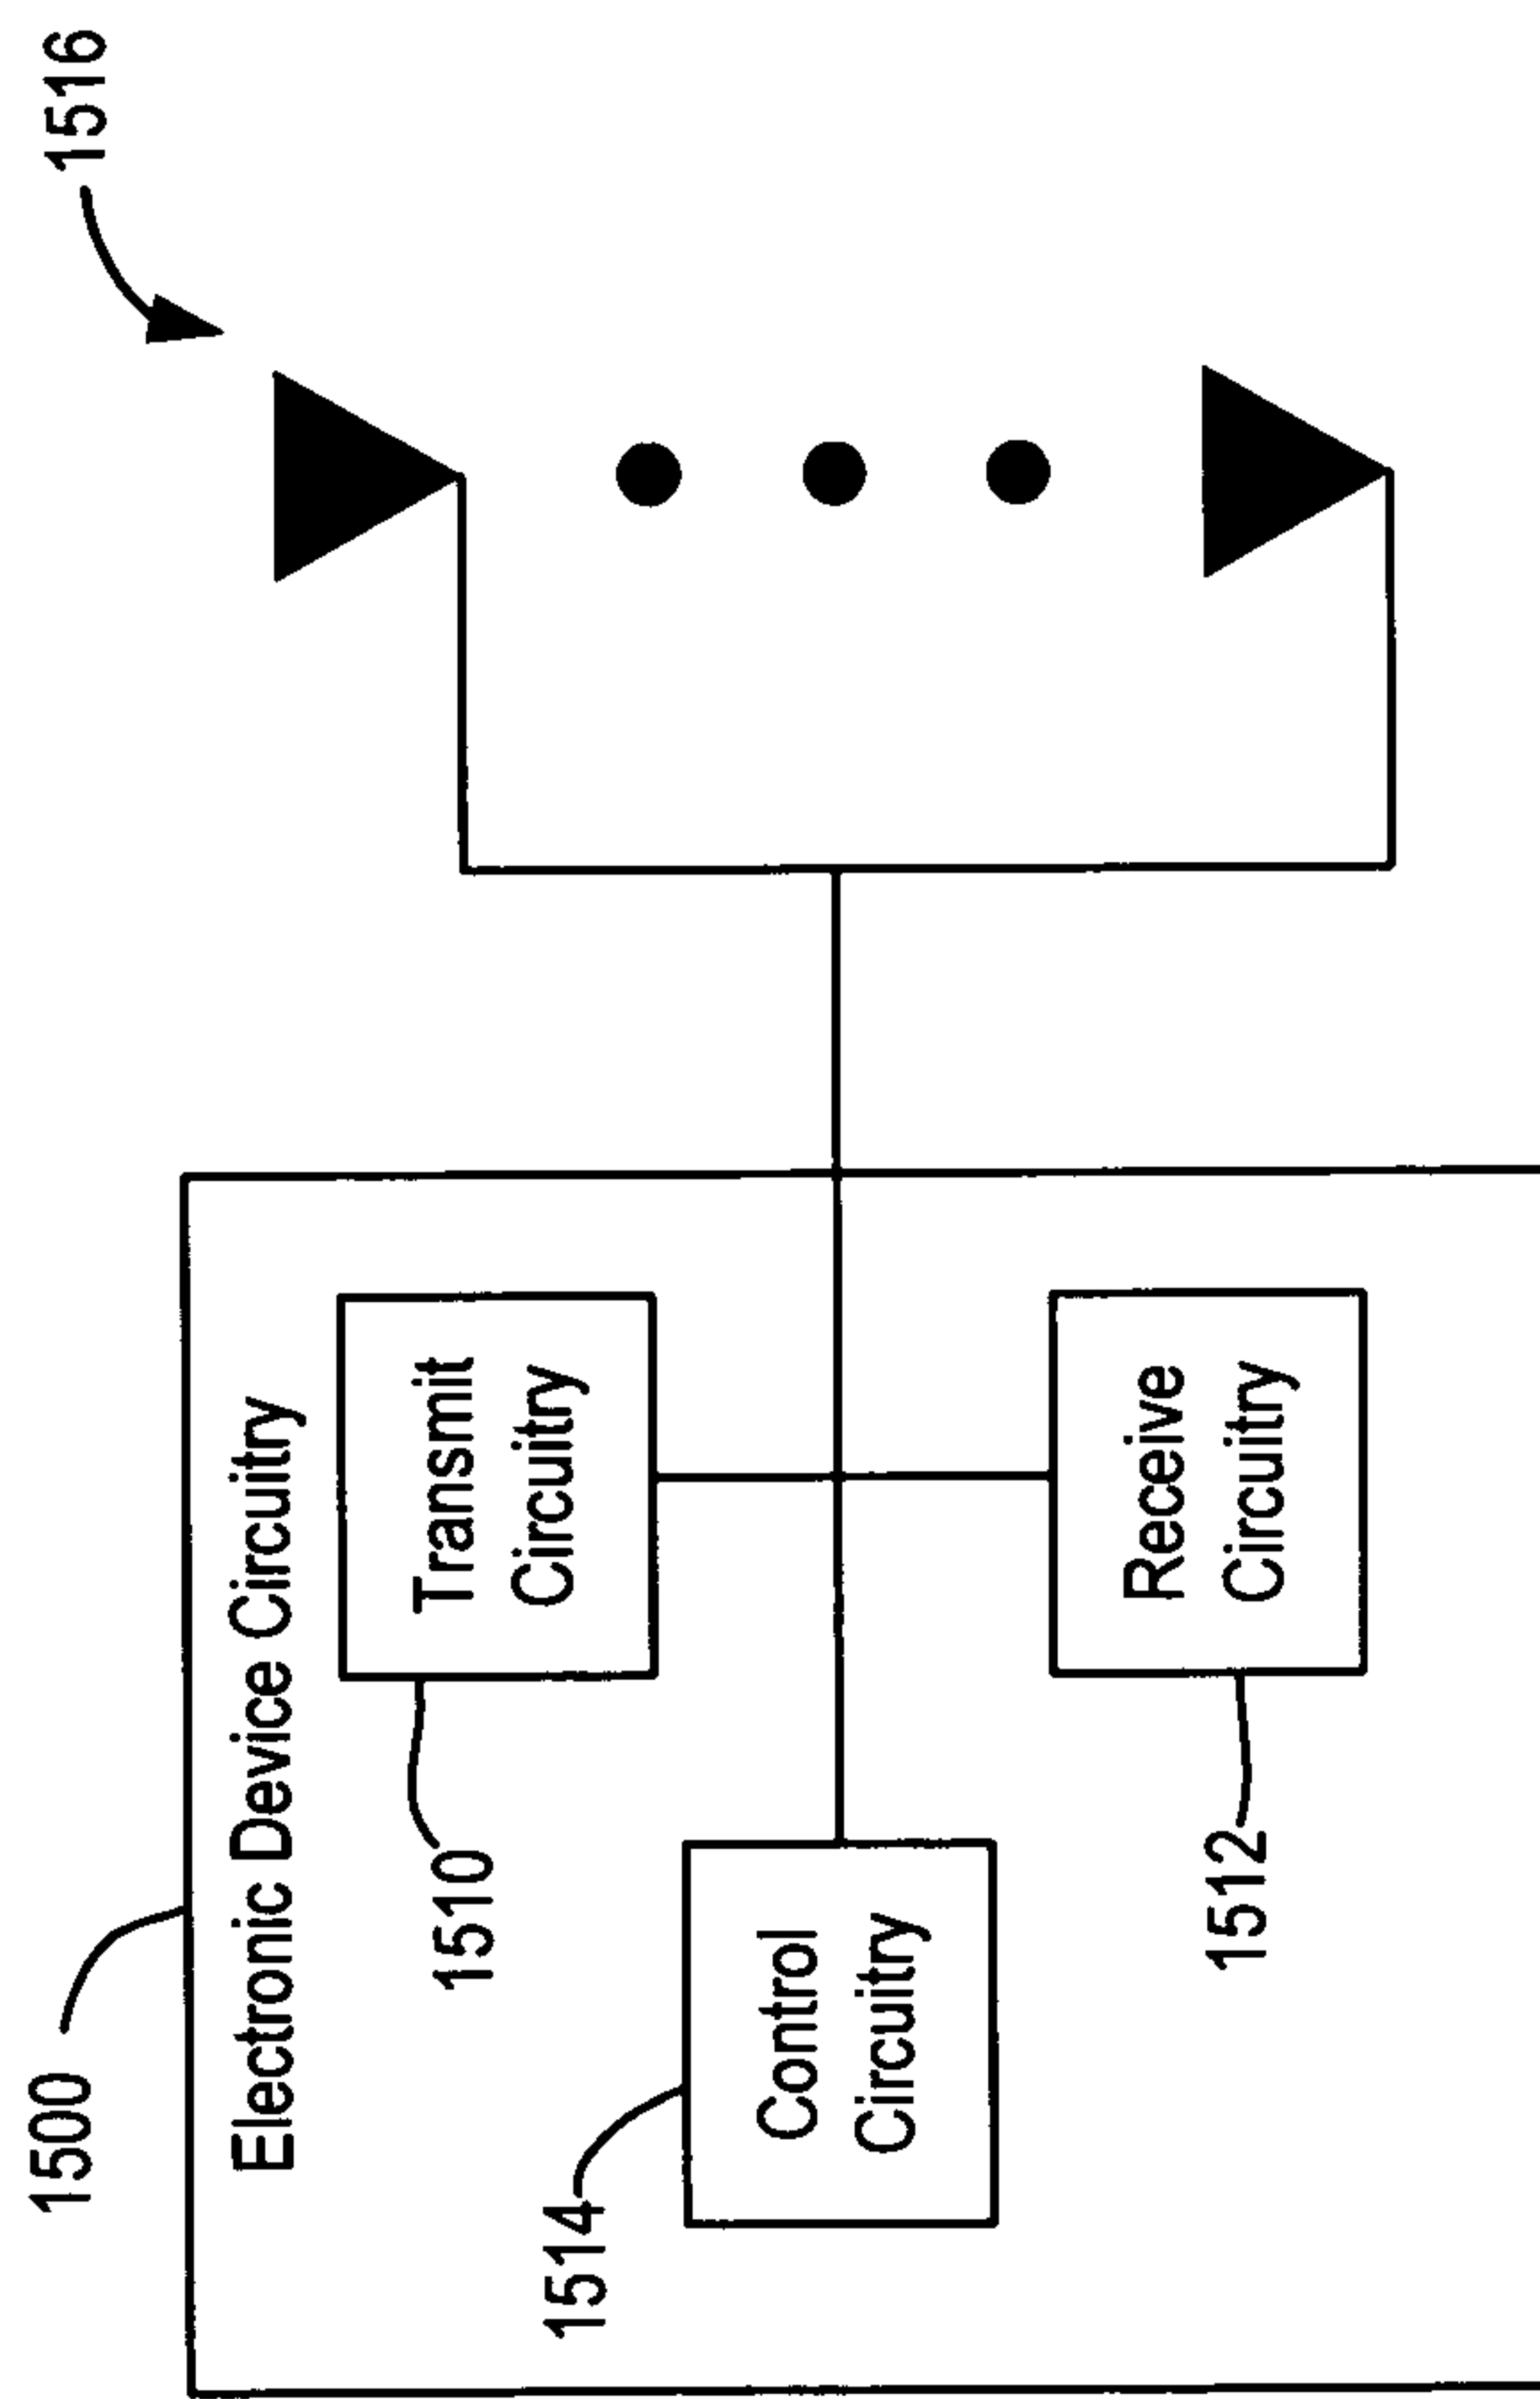 1500
1516
Electronic Device Circuitry
1510
Transmit
Circuitry
1514
Control
Circuitry
1512
Receive
Circuitry